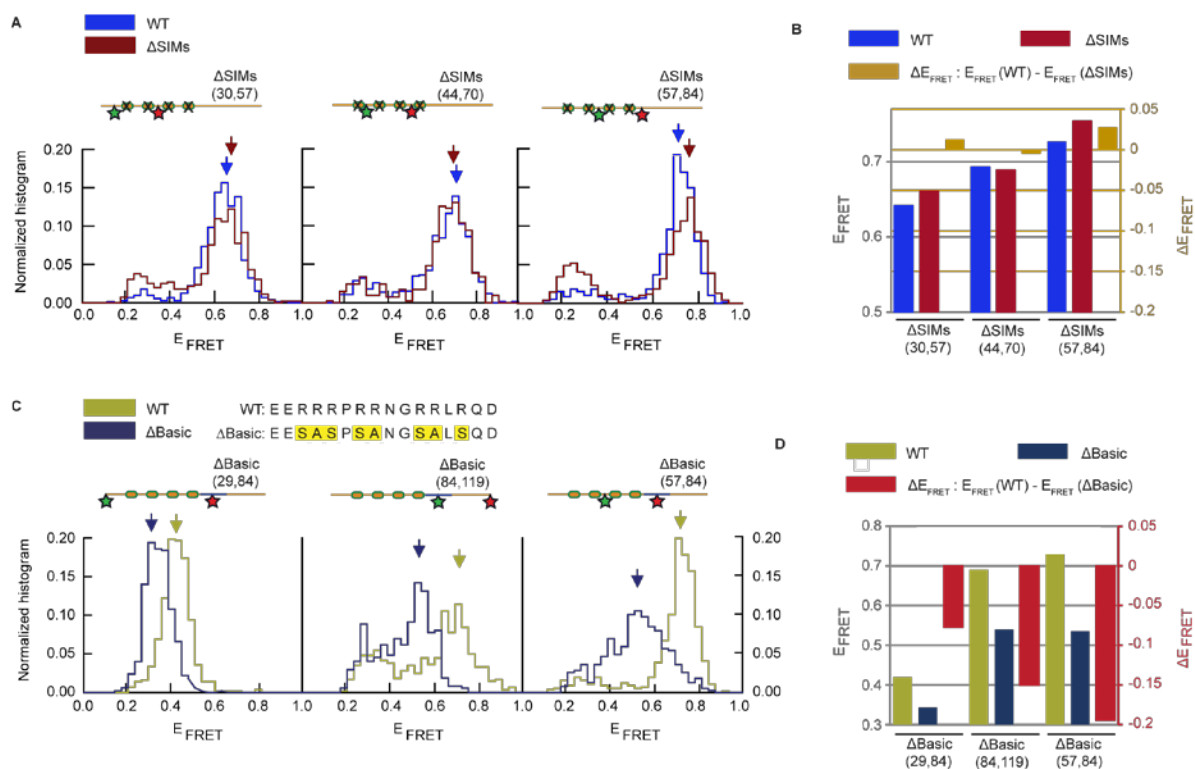 A
WT
ΔSIMs
ΔSIMs
(30,57)
ΔSIMs
(44,70)
ΔSIMs
(57,84)
Normalized histogram
0.20
0.15
0.10
0.05
0.00
0.0 0.2 0.4 0.6 0.8 1.0
0.2 0.4 0.6 0.8 1.0
0.2 0.4 0.6 0.8 1.0
E FRET
E FRET
E FRET
B
WT
ΔSIMs
ΔE FRET : E FRET (WT) - E FRET (ΔSIMs)
E FRET
0.7
0.6
0.5
0.05
0
-0.05
-0.1
-0.15
-0.2
ΔE FRET
ΔSIMs
(30,57)
ΔSIMs
(44,70)
ΔSIMs
(57,84)
C
WT
ΔBasic
WT: E E R R R P R R N G R R L R Q D
ΔBasic: E E S A S P S A N G S A L S Q D
ΔBasic
(29,84)
ΔBasic
(84,119)
ΔBasic
(57,84)
Normalized histogram
0.20
0.15
0.10
0.05
0.00
0.20
0.15
0.10
0.05
0.00
0.0 0.2 0.4 0.6 0.8 1.0
0.2 0.4 0.6 0.8 1.0
0.2 0.4 0.6 0.8 1.0
E FRET
E FRET
E FRET
D
WT
ΔBasic
ΔE FRET : E FRET (WT) - E FRET (ΔBasic)
E FRET
0.8
0.7
0.6
0.5
0.4
0.3
0.05
0
-0.05
-0.1
-0.15
-0.2
ΔE FRET
ΔBasic
(29,84)
ΔBasic
(84,119)
ΔBasic
(57,84)